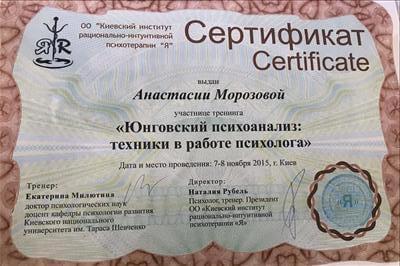 ОО "Киевский институт
рационально-интуитивной
психотерапии "Я"
Сертификат
Certificate
выдан
Анастасии Морозовой
участнице тренинга
«Юнговский психоанализ:
техники в работе психолога»
Дата и место проведения: 7-8 ноября 2015, г. Киев
Тренер:
Екатерина Милютина
доктор психологических наук
доцент кафедры психологии развития
Киевского национального
университета им. Тараса Шевченко
Директор:
Наталия Рубель
Психолог, тренер. Президент
ОО «Киевский институт
рационально-интуитивной
психотерапии «Я»
«Я»